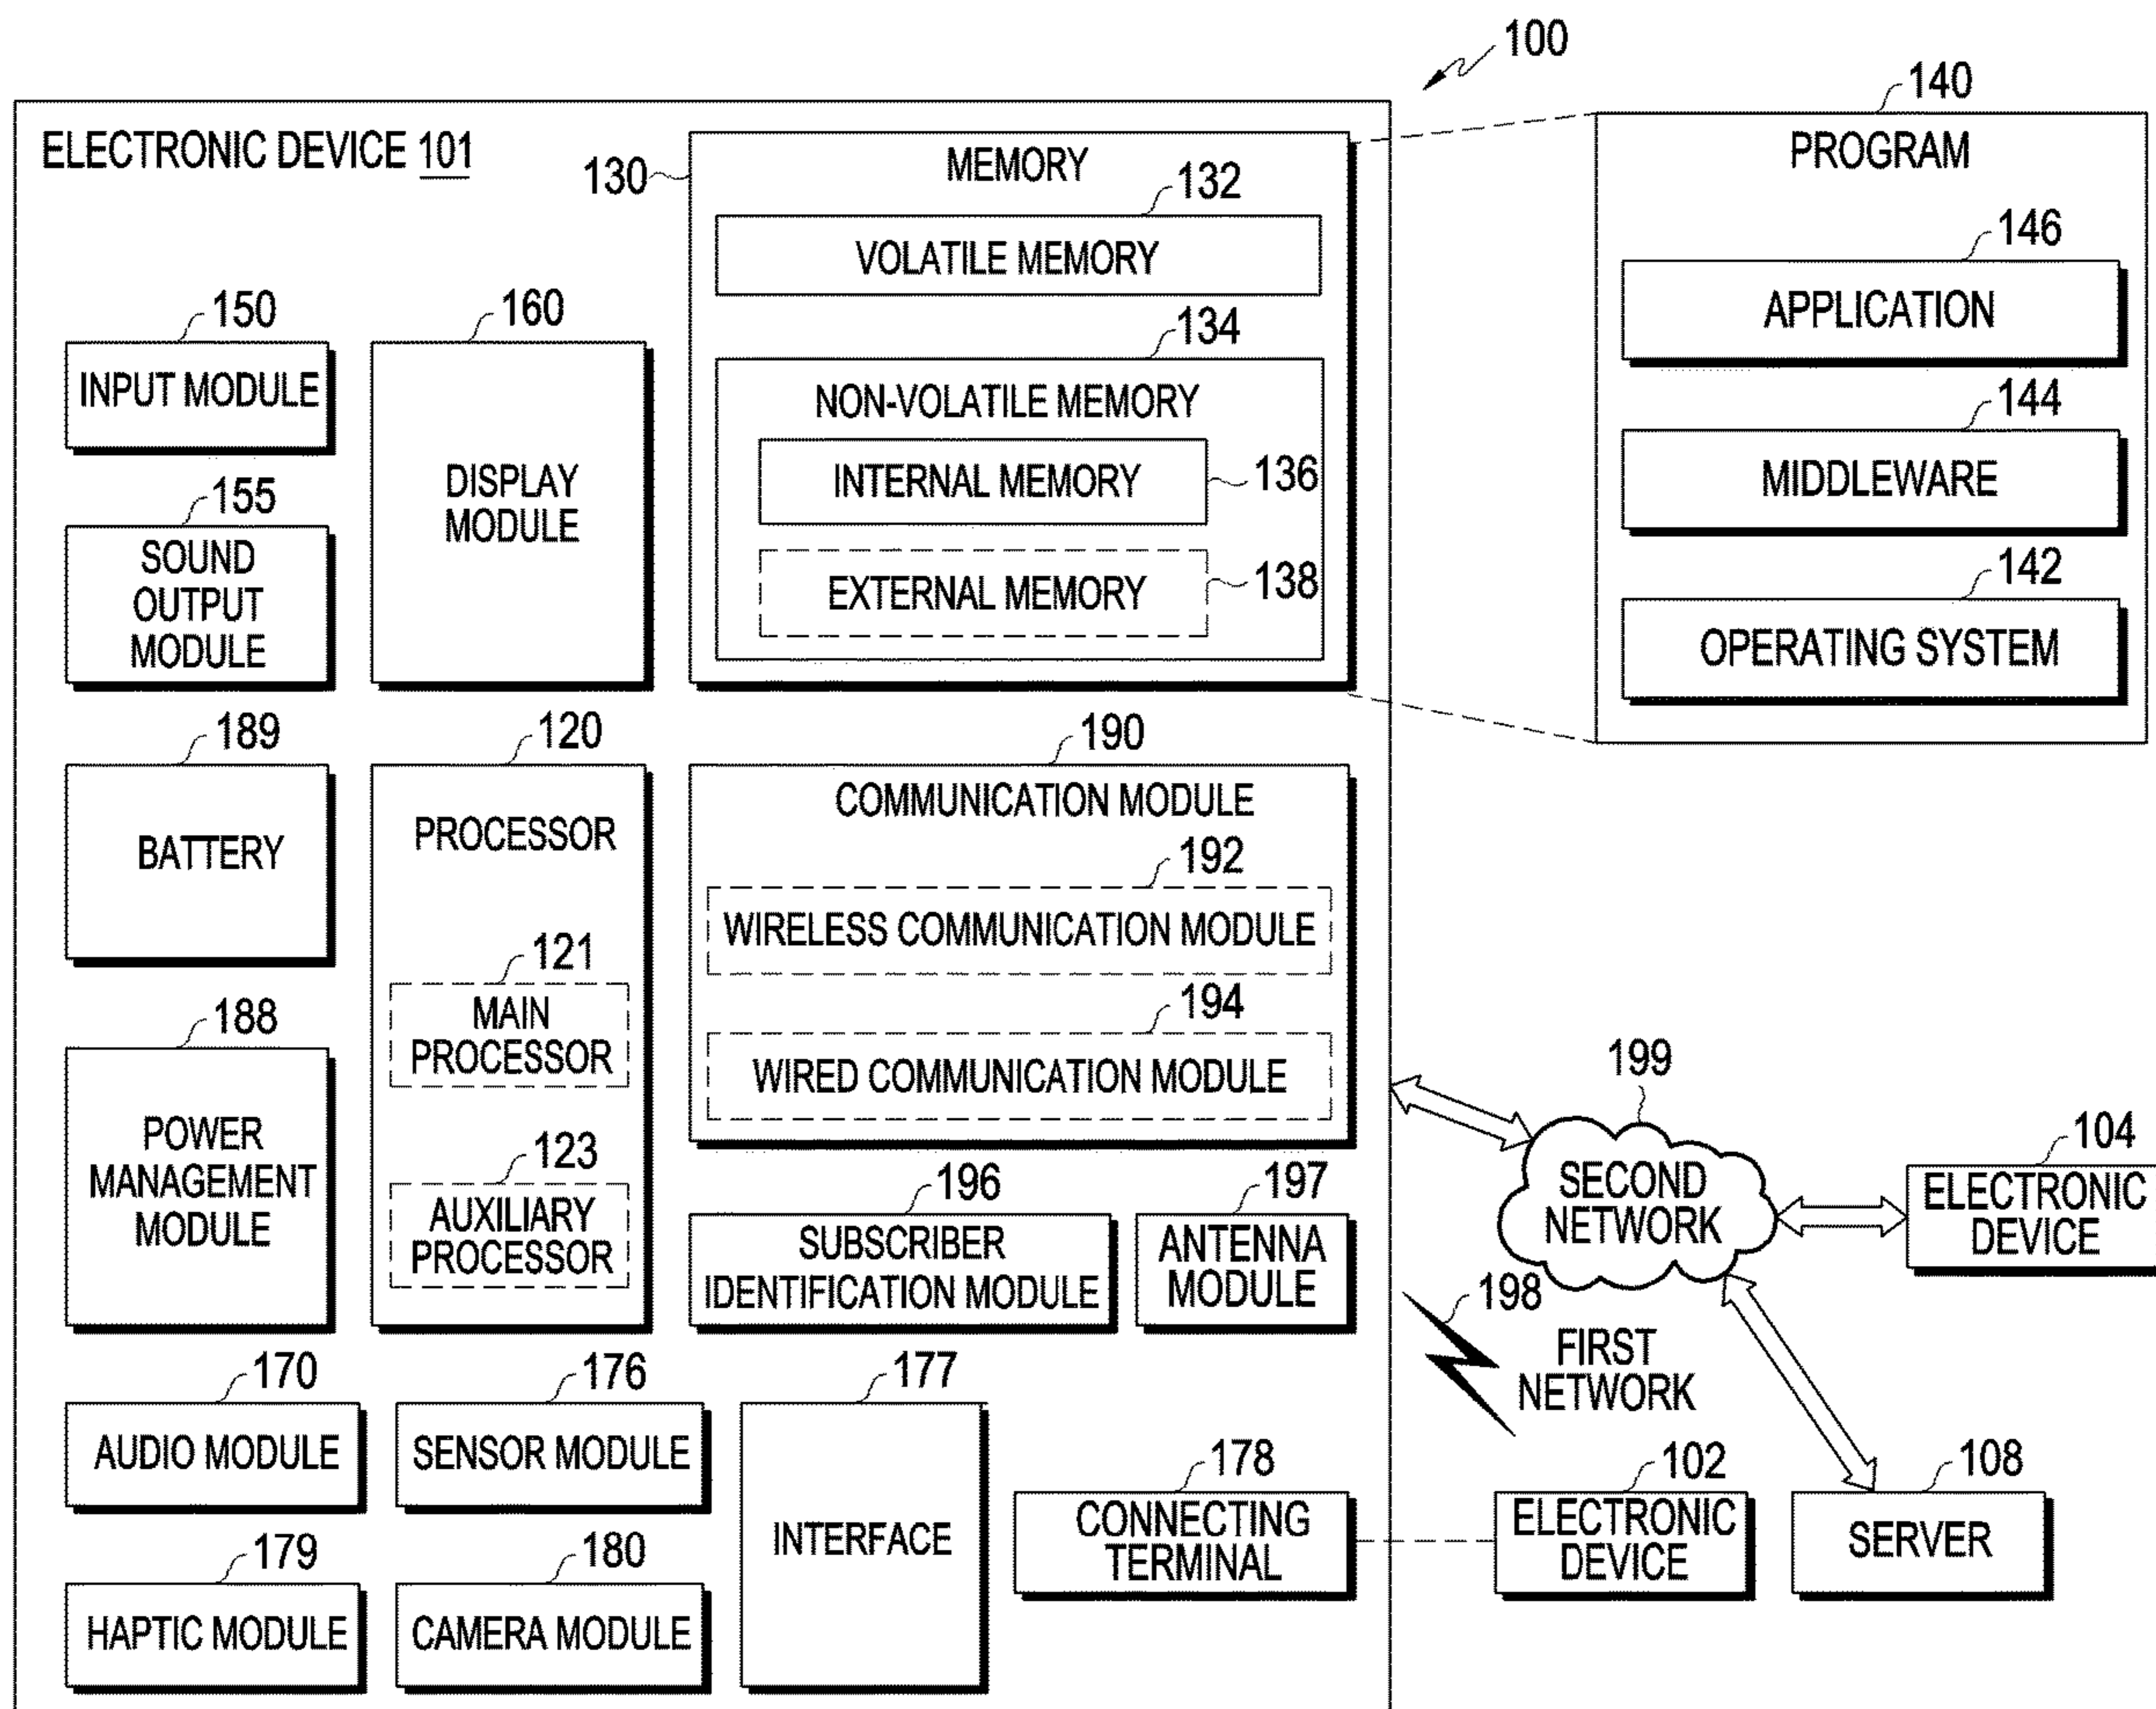 100
ELECTRONIC DEVICE 101
130
MEMORY
132
VOLATILE MEMORY
134
NON-VOLATILE MEMORY
INTERNAL MEMORY
136
EXTERNAL MEMORY
138
140
PROGRAM
146
APPLICATION
144
MIDDLEWARE
142
OPERATING SYSTEM
150
INPUT MODULE
160
DISPLAY
MODULE
155
SOUND
OUTPUT
MODULE
189
BATTERY
120
PROCESSOR
121
MAIN
PROCESSOR
123
AUXILIARY
PROCESSOR
190
COMMUNICATION MODULE
192
WIRELESS COMMUNICATION MODULE
194
WIRED COMMUNICATION MODULE
188
POWER
MANAGEMENT
MODULE
196
SUBSCRIBER
IDENTIFICATION MODULE
197
ANTENNA
MODULE
199
SECOND
NETWORK
104
ELECTRONIC
DEVICE
198
FIRST
NETWORK
170
AUDIO MODULE
176
SENSOR MODULE
177
INTERFACE
178
CONNECTING
TERMINAL
102
ELECTRONIC
DEVICE
108
SERVER
179
HAPTIC MODULE
180
CAMERA MODULE